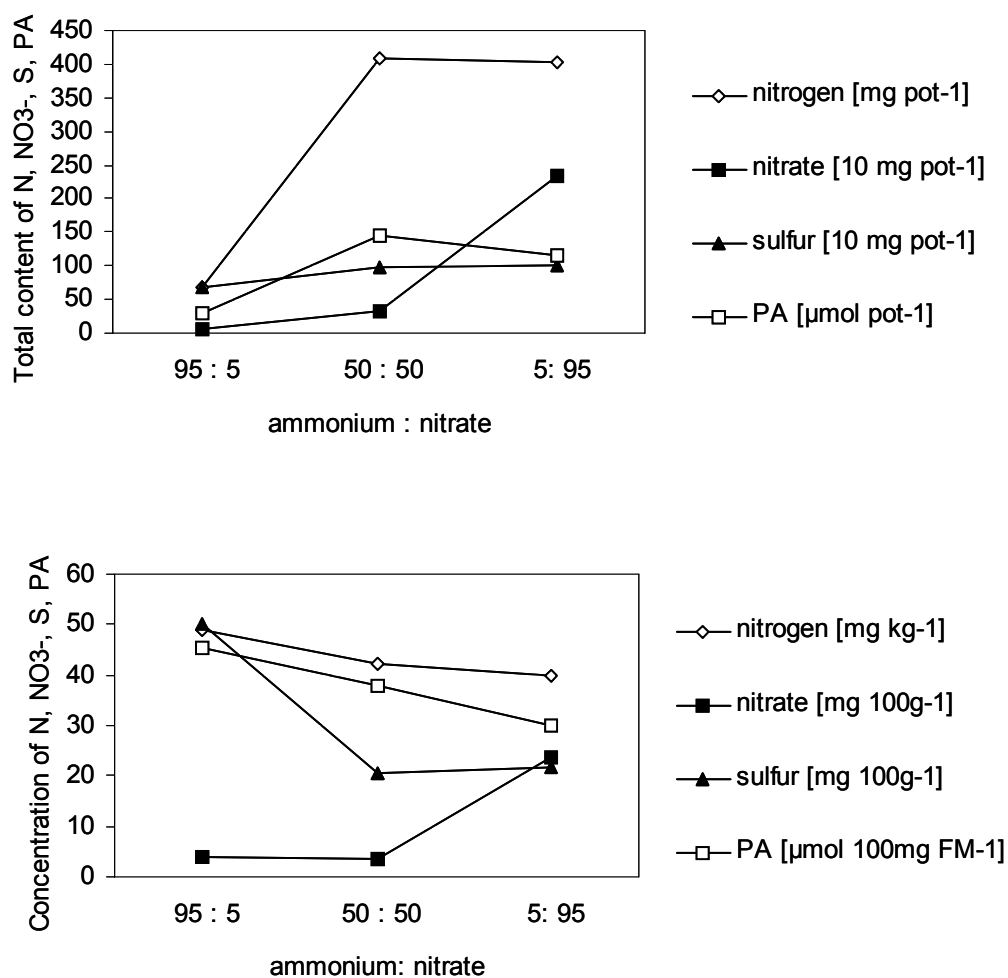 Total content of N, NO3-, S, PA
450
400
350
300
250
200
150
100
50
0
95 : 5
50 : 50
5: 95
ammonium : nitrate
nitrogen [mg pot-1]
nitrate [10 mg pot-1]
sulfur [10 mg pot-1]
PA [µmol pot-1]
Concentration of N, NO3-, S, PA
60
50
40
30
20
10
0
95 : 5
50 : 50
5: 95
ammonium: nitrate
nitrogen [mg kg-1]
nitrate [mg 100g-1]
sulfur [mg 100g-1]
PA [µmol 100mg FM-1]